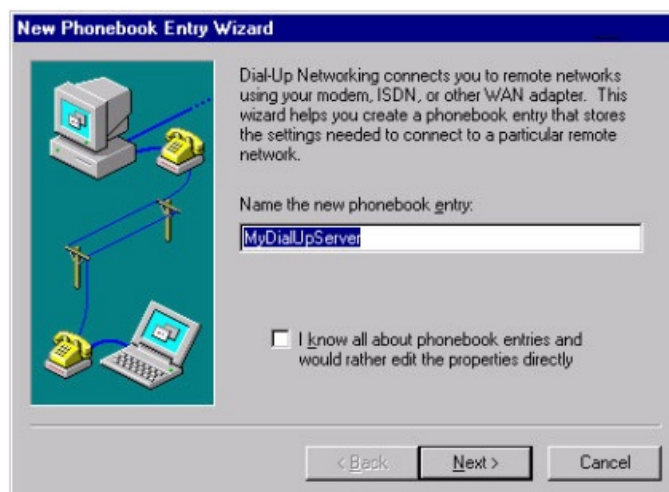 New Phonebook Entry Wizard
Dial-Up Networking connects you to remote networks
using your modem, ISDN, or other WAN adapter. This
wizard helps you create a phonebook entry that stores
the settings needed to connect to a particular remote
network.
Name the new phonebook entry:
MyDialUpServer
I know all about phonebook entries and
would rather edit the properties directly
< Back Next > Cancel